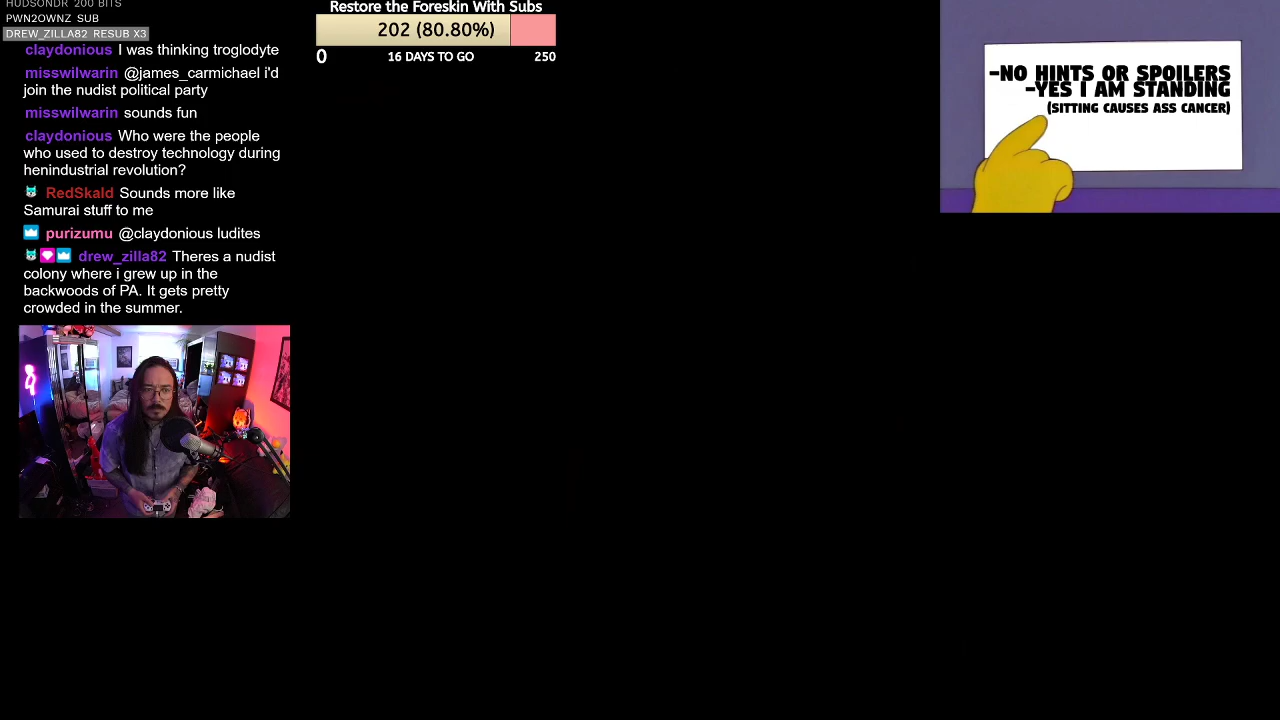 HUDSONDR 200 BITS
PWN2OWNZ SUB
DREW_ZILLA82 RESUB X3
claydonious I was thinking troglodyte
misswilwarin @james_carmichael i'd
join the nudist political party
misswilwarin sounds fun
claydonious Who were the people
who used to destroy technology during
henindustrial revolution?
RedSkald Sounds more like
Samurai stuff to me
purizumu @claydonious ludites
drew_zilla82 Theres a nudist
colony where i grew up in the
backwoods of PA. It gets pretty
crowded in the summer.
Restore the Foreskin With Subs
202 (80.80%)
0 16 DAYS TO GO 250
-NO HINTS OR SPOILERS
-YES I AM STANDING
(SITTING CAUSES ASS CANCER)